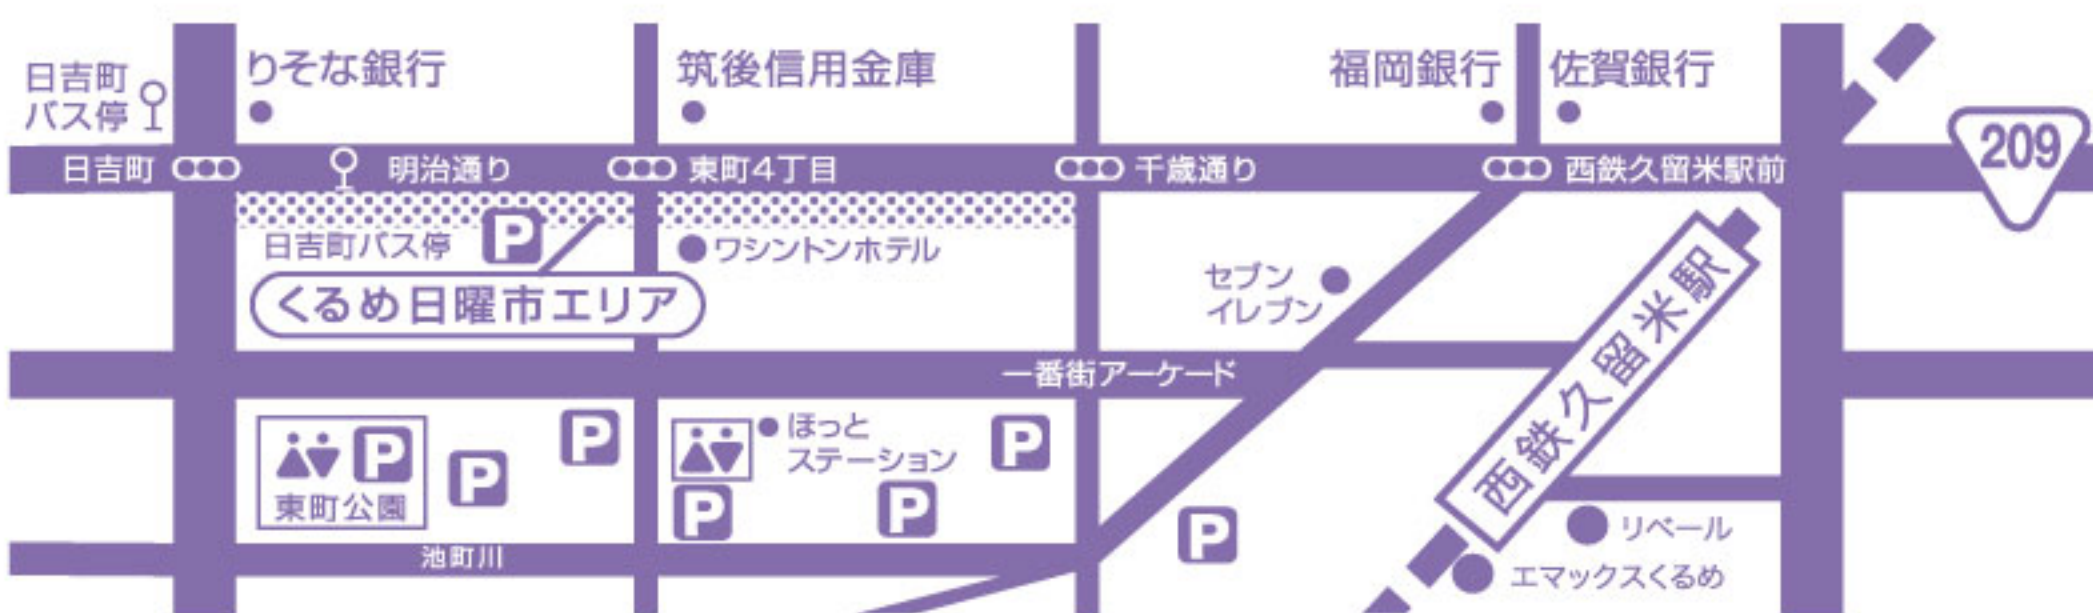 日吉町
バス停
りそな銀行
筑後信用金庫
福岡銀行
佐賀銀行
日吉町
明治通り
東町4丁目
千歳通り
西鉄久留米駅前
209
日吉町バス停
P
ワシントンホテル
くるめ日曜市エリア
セブン
イレブン
西鉄久留米駅
一番街アーケード
P
東町公園
P
P
ほっと
ステーション
P
P
P
P
リベール
エマックスくるめ
池町川